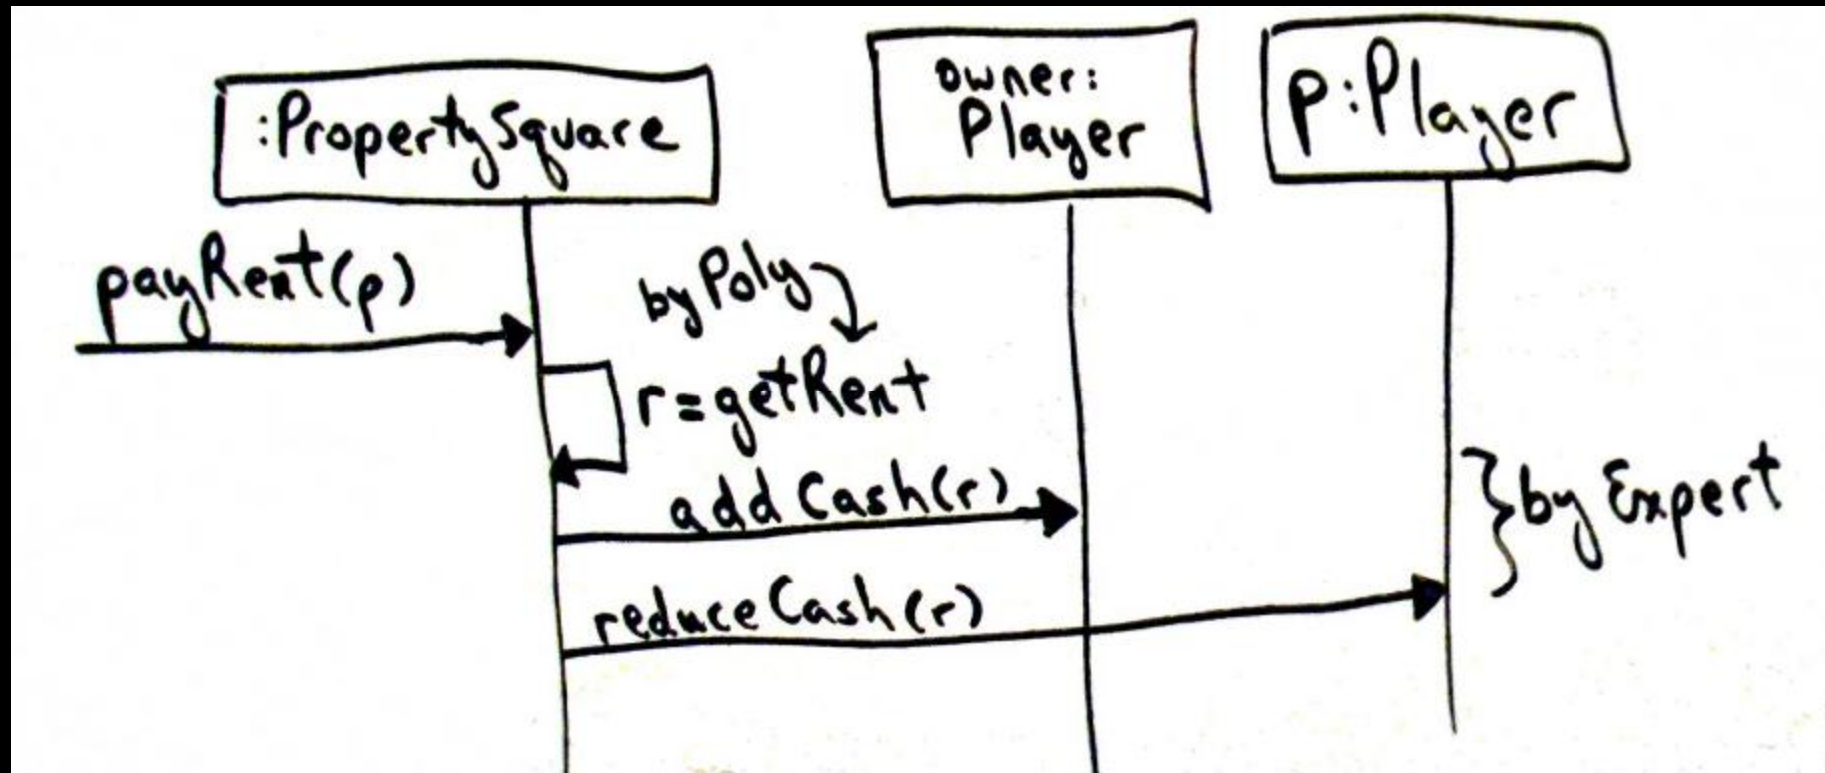 :PropertySquare
owner:
Player
p:Player
payRent(p)
by Poly
r=getRent
addCash(r)
by Expert
reduceCash(r)